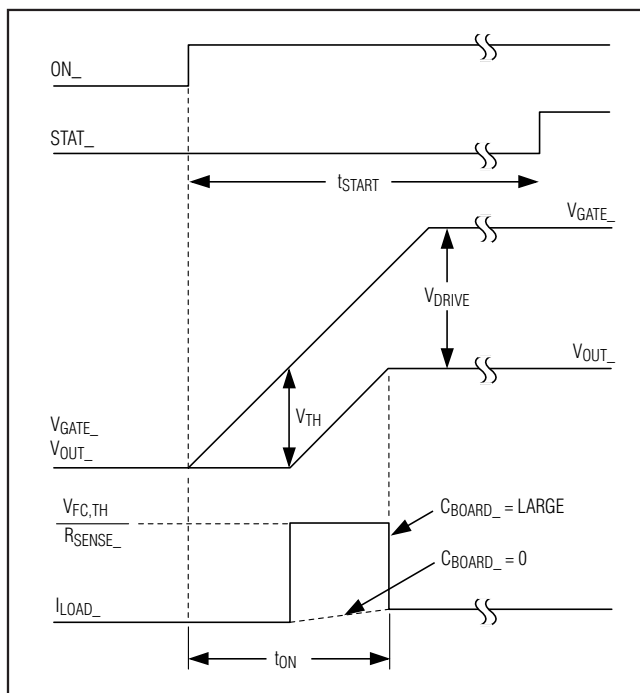 ON_
STAT_
tSTART
VGATE_
VDRIVE
VOUT_
VTH
VGATE_
VOUT_
VFC,TH
RSENSE_
CBOARD_ = LARGE
CBOARD_ = 0
ILOAD_
tON